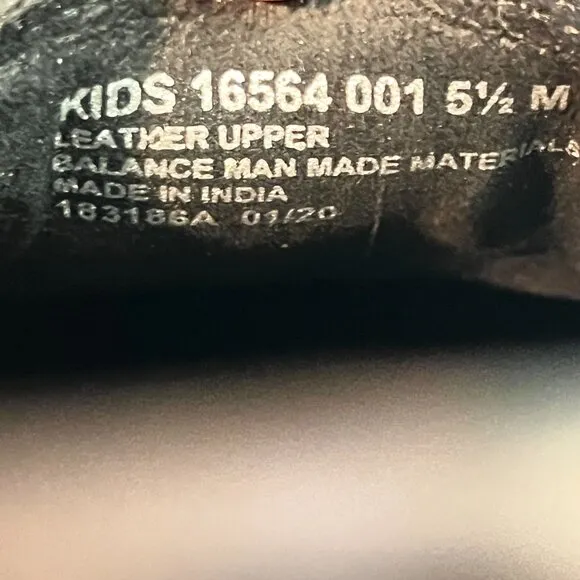 KIDS 16564 001 5½ M
LEATHER UPPER
BALANCE MAN MADE MATERIALS
MADE IN INDIA
183186A 01/20